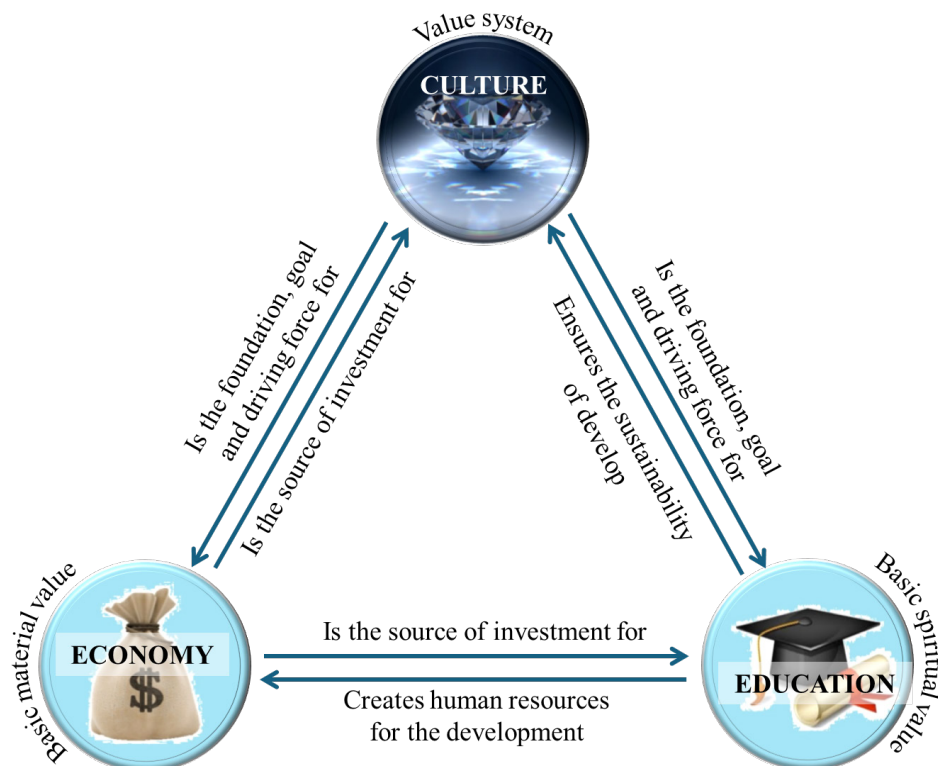 Value system
CULTURE
Is the foundation, goal
and driving force for
Is the source of investment for
Is the foundation, goal
and driving force for
Ensures the sustainability
of develop
Basic material value
ECONOMY
$
Is the source of investment for
Creates human resources
for the development
Basic spiritual value
EDUCATION